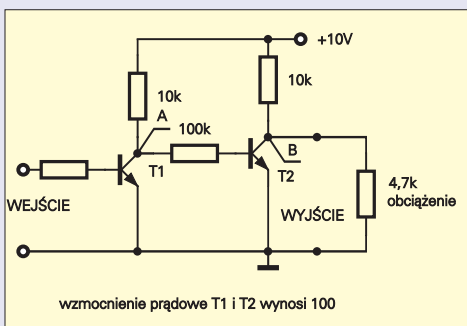 +10V
10k
10k
A
100k
T1
B
T2
4,7k
obciążenie
WEJŚCIE
WYJŚCIE
wzmocnienie prądowe T1 i T2 wynosi 100